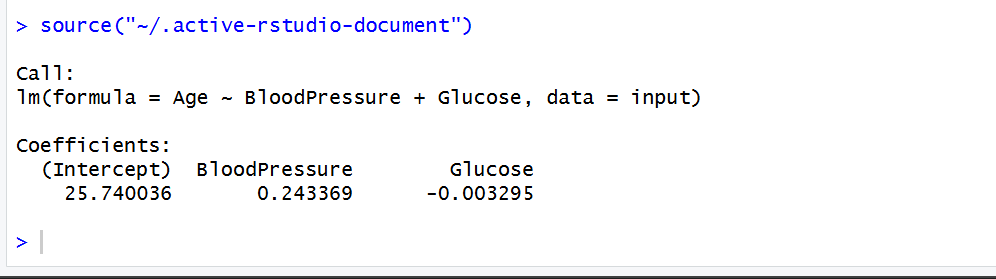 > source("~/.active-rstudio-document")
Call:
lm(formula = Age ~ BloodPressure + Glucose, data = input)
Coefficients:
(Intercept) BloodPressure Glucose
25.740036 0.243369 -0.003295
>